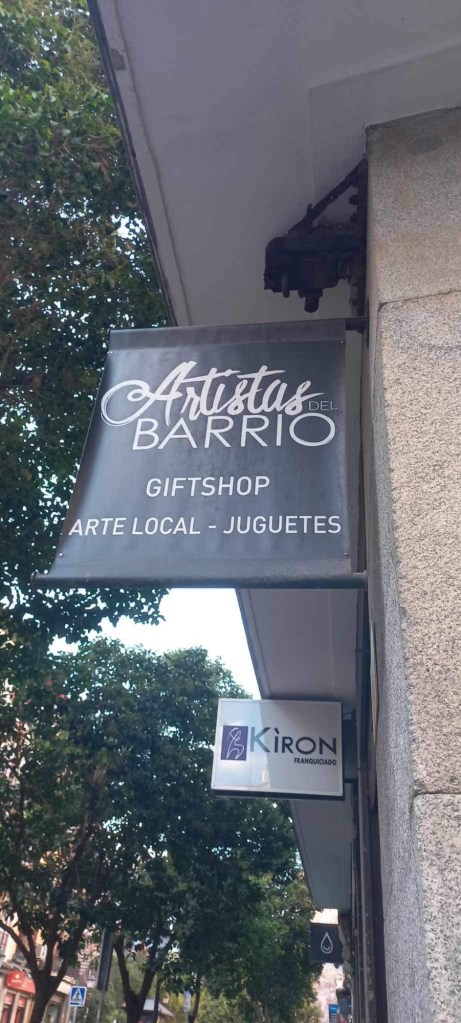 Artistas DEL
BARRIO
GIFTSHOP
ARTE LOCAL - JUGUETES
KìRON
FRANQUICIADO